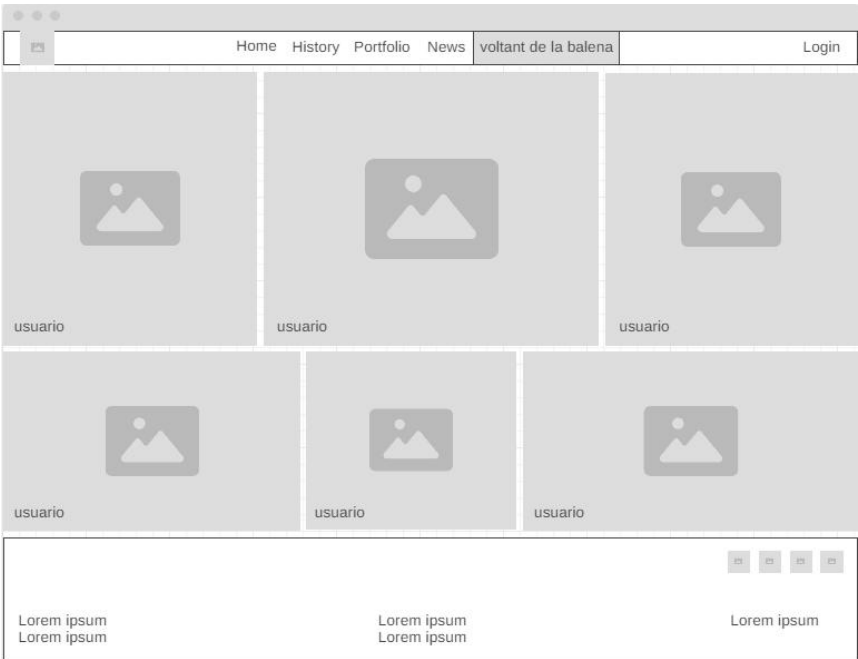 Home History Portfolio News voltant de la balena Login
usuario usuario usuario
usuario usuario usuario
Lorem ipsum Lorem ipsum Lorem ipsum
Lorem ipsum Lorem ipsum